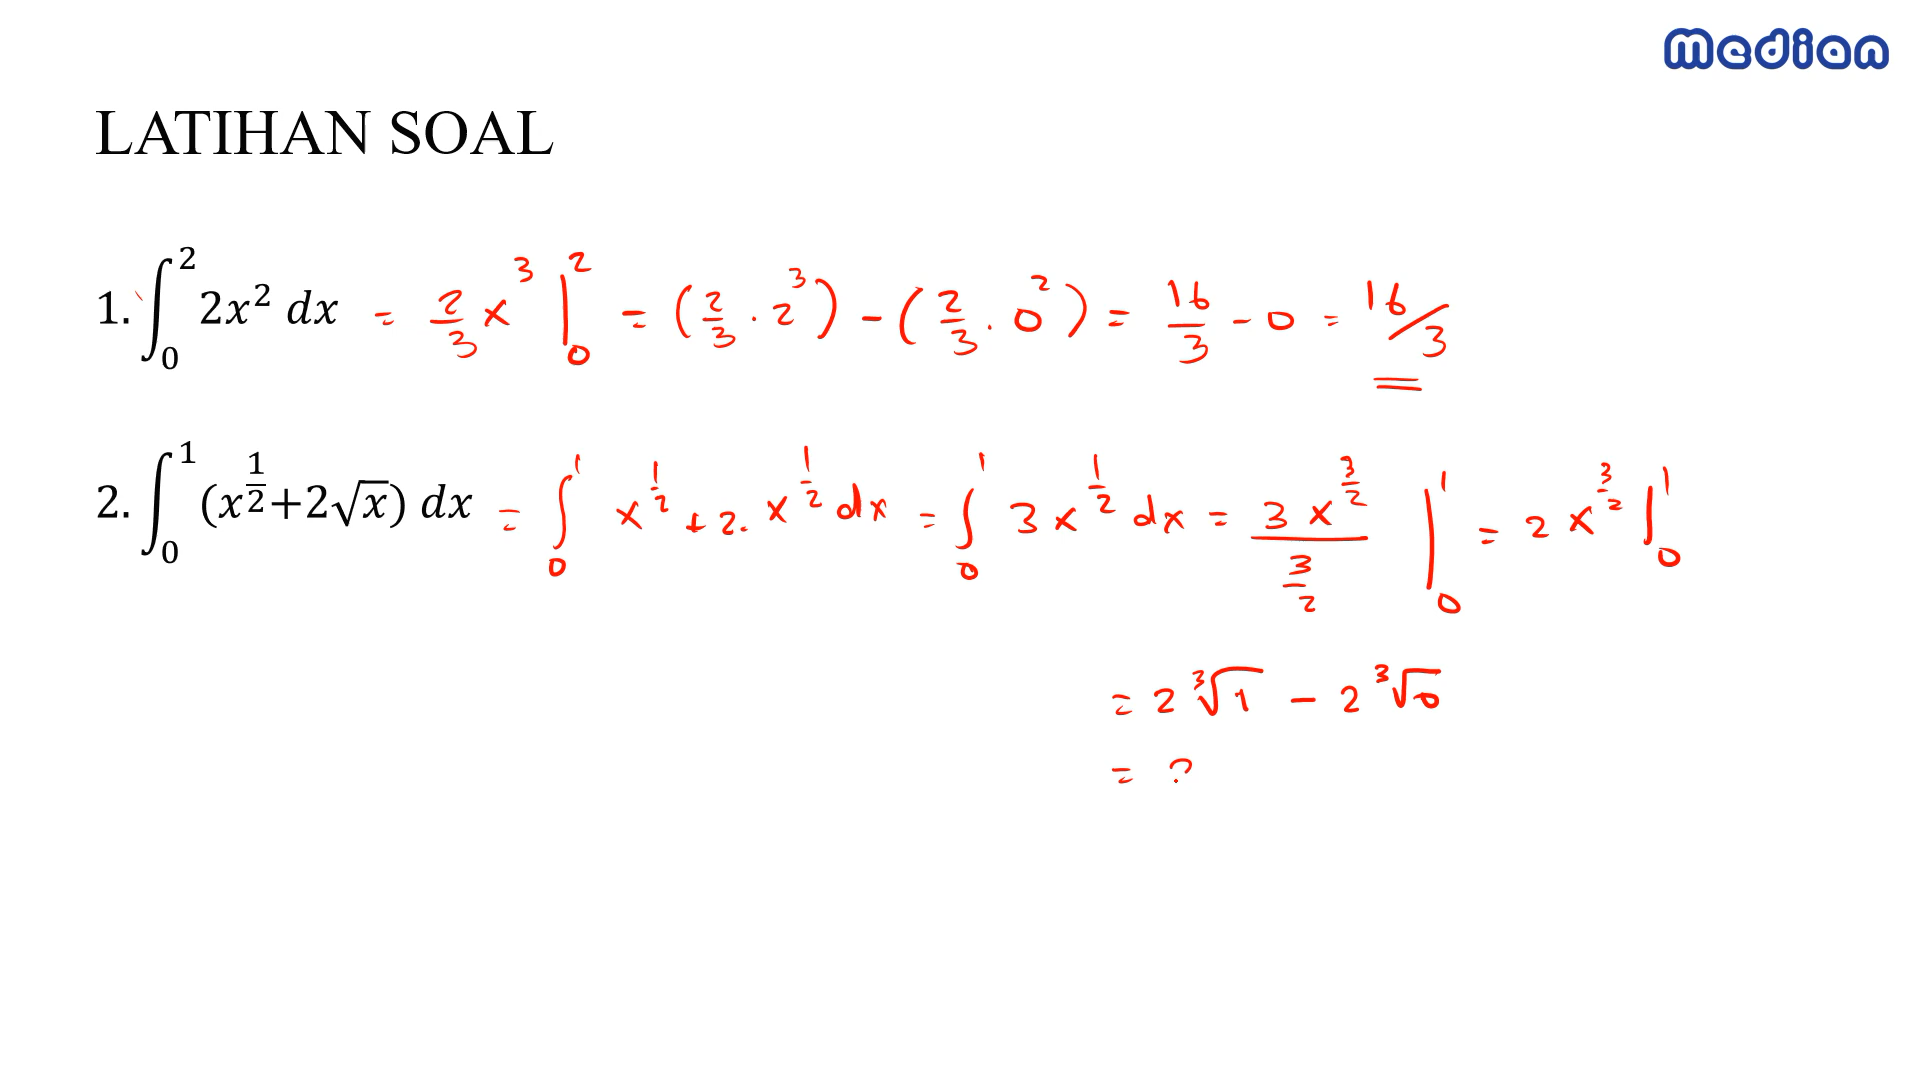 median
LATIHAN SOAL
1. ∫₀² 2x² dx = 2/3 x³ |₀² = (2/3 · 2³) - (2/3 · 0²) = 16/3 - 0 = 16/3
2. ∫₀¹ (x^(1/2)+2√x) dx = ∫₀¹ x^(1/2) + 2. x^(1/2) dx = ∫₀¹ 3x^(1/2) dx = 3x^(3/2) / (3/2) |₀¹ = 2x^(3/2) |₀¹
= 2 ³√1 - 2 ³√0
= ?